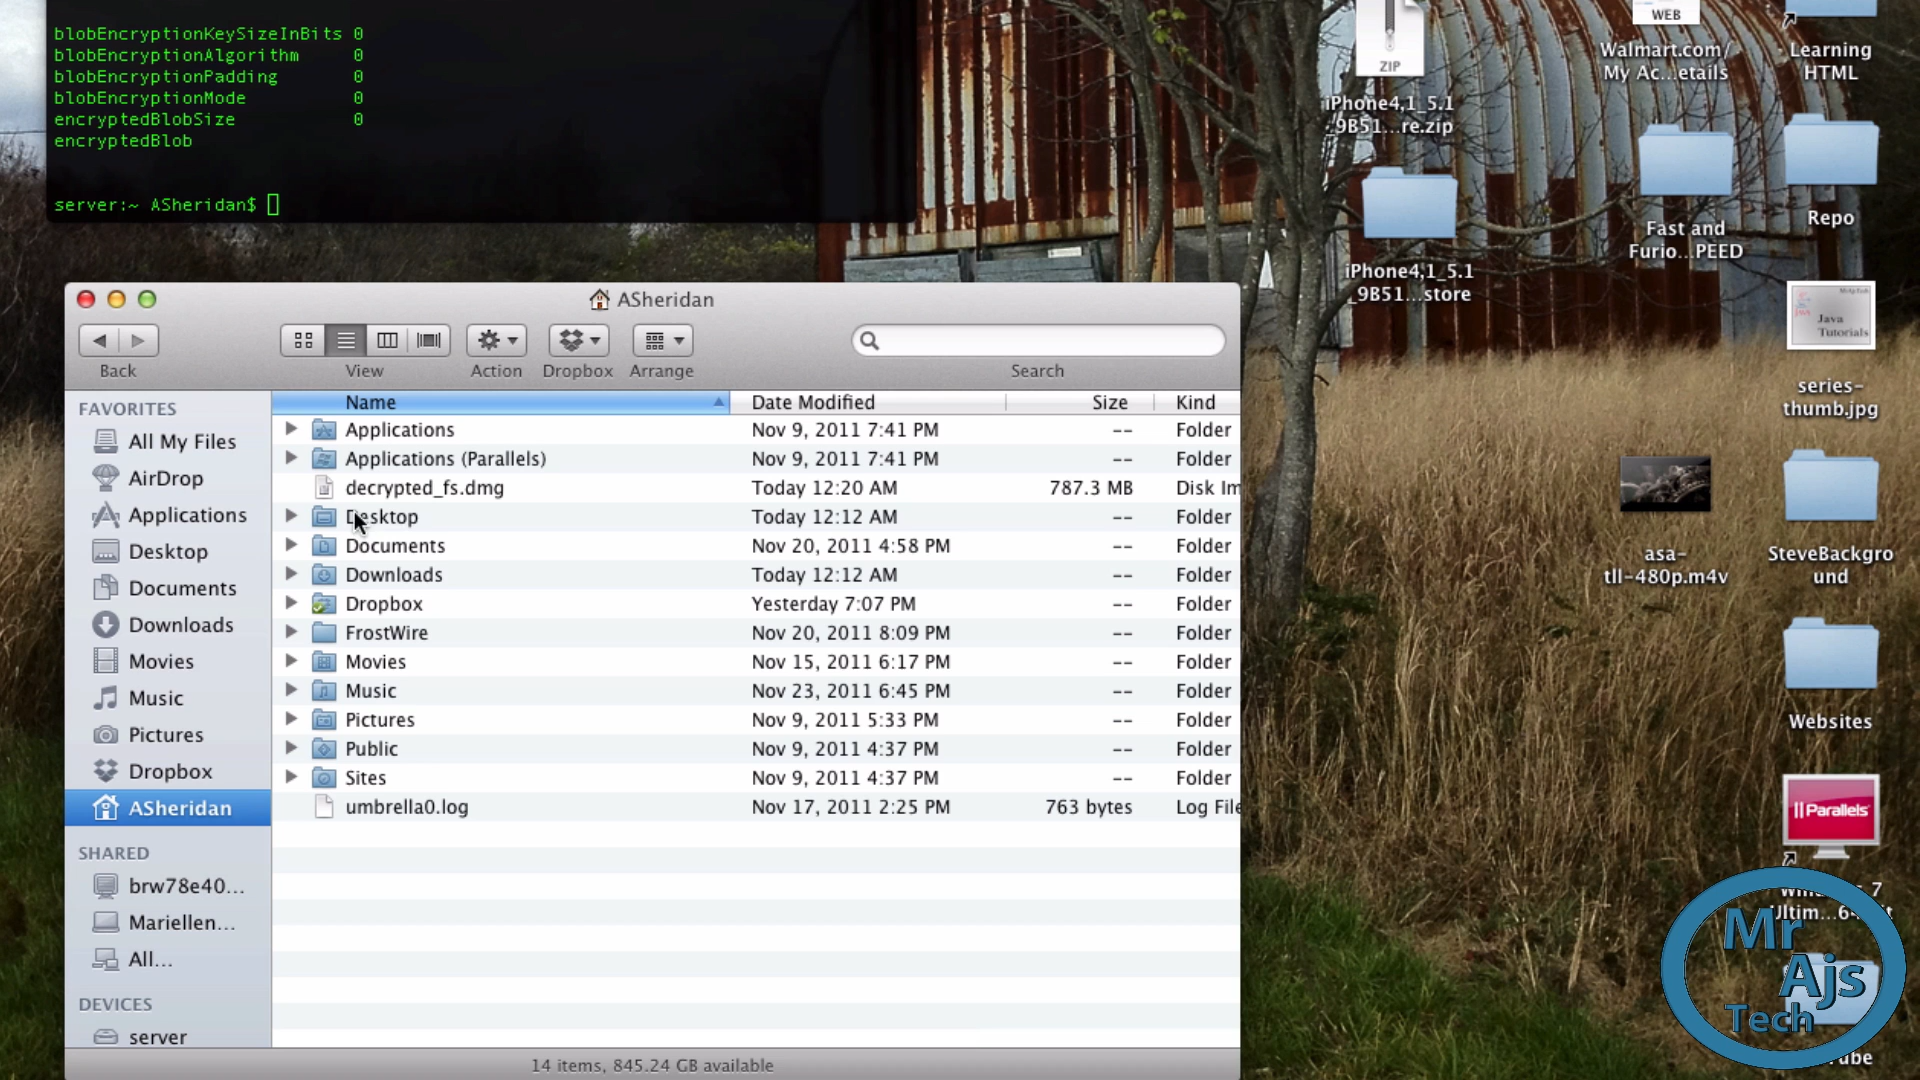 blobEncryptionKeySizeInBits 0
blobEncryptionAlgorithm 0
blobEncryptionPadding 0
blobEncryptionMode 0
encryptedBlobSize 0
encryptedBlob
server:~ ASheridan$
ASheridan
Back
View
Action
Dropbox
Arrange
Search
FAVORITES
All My Files
AirDrop
Applications
Desktop
Documents
Downloads
Movies
Music
Pictures
Dropbox
ASheridan
SHARED
brw78e40...
Mariellen...
All...
DEVICES
server
Name Date Modified Size Kind
Applications Nov 9, 2011 7:41 PM -- Folder
Applications (Parallels) Nov 9, 2011 7:41 PM -- Folder
decrypted_fs.dmg Today 12:20 AM 787.3 MB Disk Im
Desktop Today 12:12 AM -- Folder
Documents Nov 20, 2011 4:58 PM -- Folder
Downloads Today 12:12 AM -- Folder
Dropbox Yesterday 7:07 PM -- Folder
FrostWire Nov 20, 2011 8:09 PM -- Folder
Movies Nov 15, 2011 6:17 PM -- Folder
Music Nov 23, 2011 6:45 PM -- Folder
Pictures Nov 9, 2011 5:33 PM -- Folder
Public Nov 9, 2011 4:37 PM -- Folder
Sites Nov 9, 2011 4:37 PM -- Folder
umbrella0.log Nov 17, 2011 2:25 PM 763 bytes Log File
14 items, 845.24 GB available
ZIP
iPhone4,1_5.1
_9B51...re.zip
iPhone4,1_5.1
_9B51...store
WEB
Walmart.com/
My Ac...etails
Learning
HTML
Fast and
Furio...PEED
Repo
Java
Tutorials
series-
thumb.jpg
asa-
tll-480p.m4v
SteveBackgro
und
Websites
Parallels
7
Ultim...64
Mr
Ajs
Tech